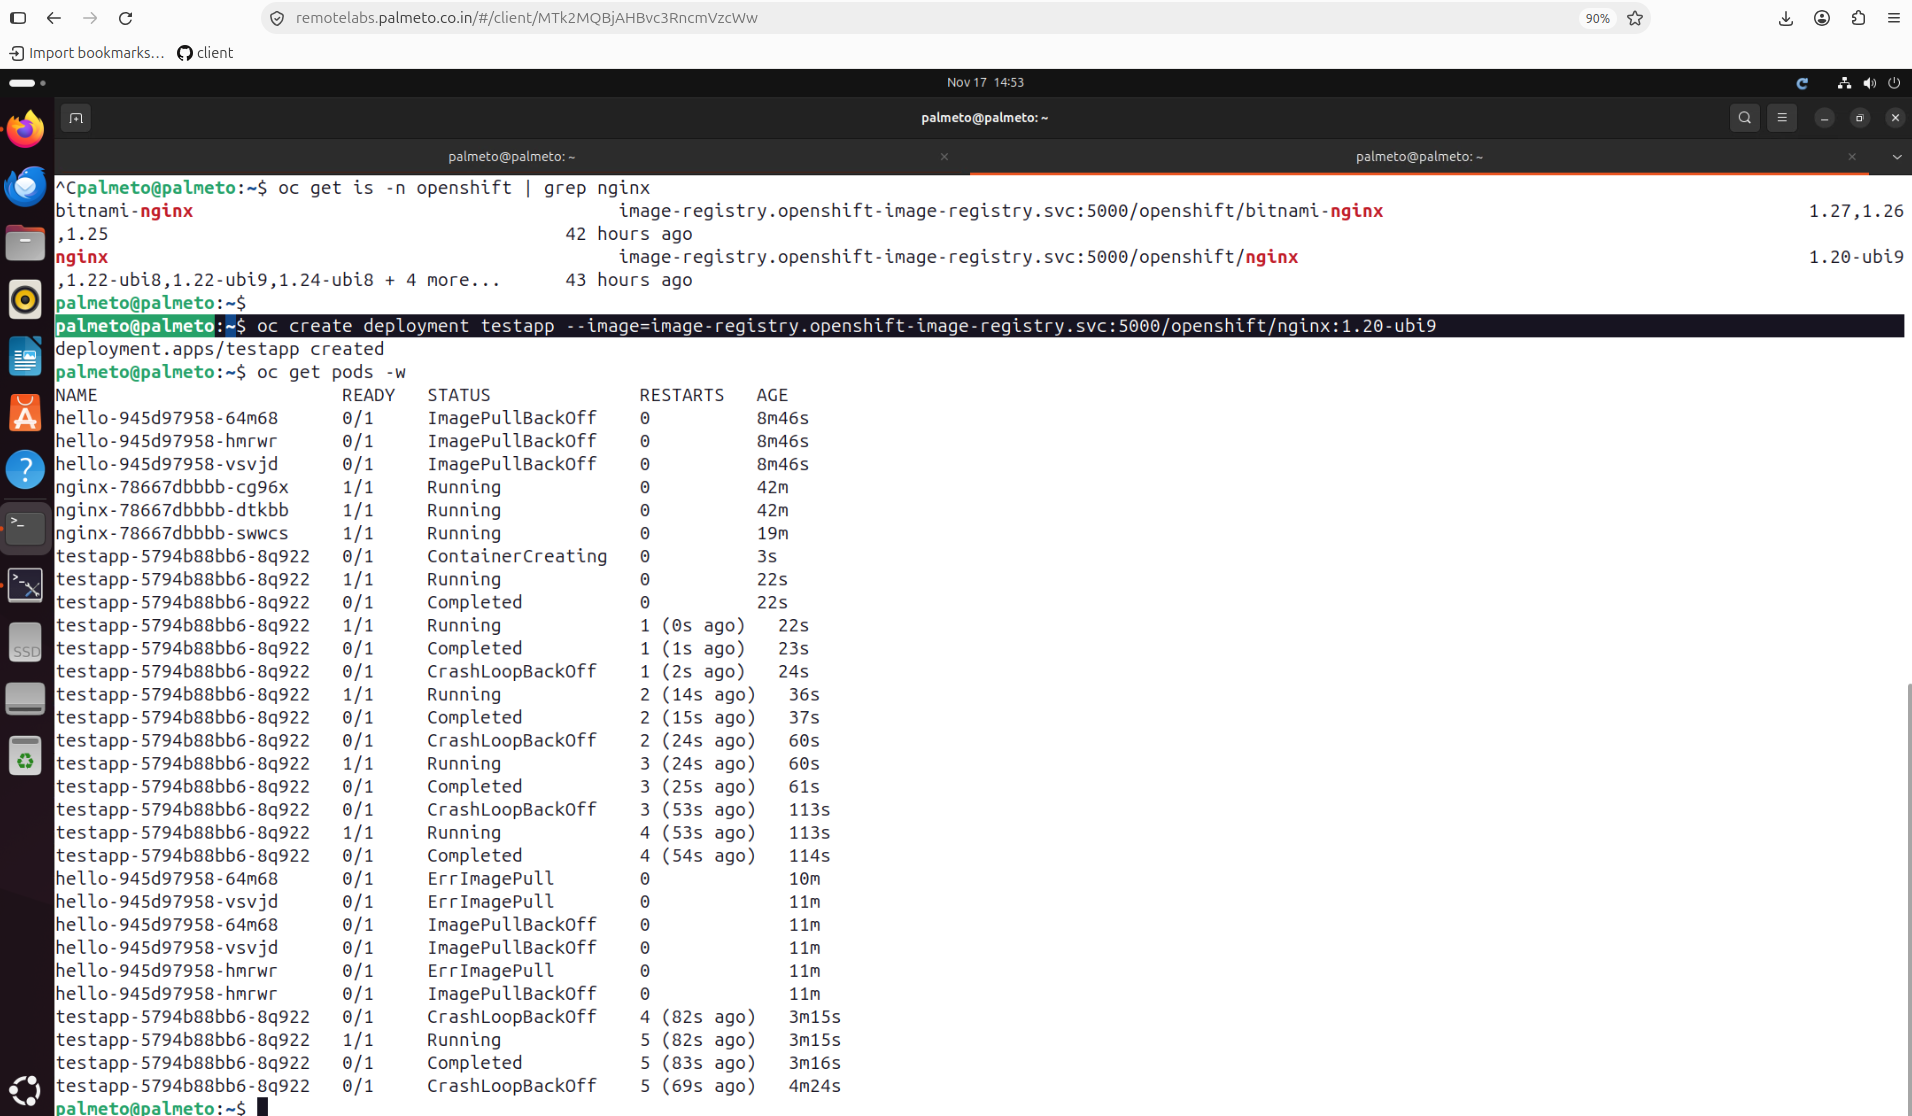 remotelabs.palmeto.co.in/#/client/MTk2MQBjAHBvc3RncmVzcWw
90%
Import bookmarks…
client
Nov 17 14:53
palmeto@palmeto: ~
palmeto@palmeto: ~
palmeto@palmeto: ~
^Cpalmeto@palmeto:~$ oc get is -n openshift | grep nginx
bitnami-nginx image-registry.openshift-image-registry.svc:5000/openshift/bitnami-nginx 1.27,1.26
,1.25 42 hours ago
nginx image-registry.openshift-image-registry.svc:5000/openshift/nginx 1.20-ubi9
,1.22-ubi8,1.22-ubi9,1.24-ubi8 + 4 more... 43 hours ago
palmeto@palmeto:~$
palmeto@palmeto:~$ oc create deployment testapp --image=image-registry.openshift-image-registry.svc:5000/openshift/nginx:1.20-ubi9
deployment.apps/testapp created
palmeto@palmeto:~$ oc get pods -w
NAME READY STATUS RESTARTS AGE
hello-945d97958-64m68 0/1 ImagePullBackOff 0 8m46s
hello-945d97958-hmrwr 0/1 ImagePullBackOff 0 8m46s
hello-945d97958-vsvjd 0/1 ImagePullBackOff 0 8m46s
nginx-78667dbbbb-cg96x 1/1 Running 0 42m
nginx-78667dbbbb-dtkbb 1/1 Running 0 42m
nginx-78667dbbbb-swwcs 1/1 Running 0 19m
testapp-5794b88bb6-8q922 0/1 ContainerCreating 0 3s
testapp-5794b88bb6-8q922 1/1 Running 0 22s
testapp-5794b88bb6-8q922 0/1 Completed 0 22s
testapp-5794b88bb6-8q922 1/1 Running 1 (0s ago) 22s
testapp-5794b88bb6-8q922 0/1 Completed 1 (1s ago) 23s
testapp-5794b88bb6-8q922 0/1 CrashLoopBackOff 1 (2s ago) 24s
testapp-5794b88bb6-8q922 1/1 Running 2 (14s ago) 36s
testapp-5794b88bb6-8q922 0/1 Completed 2 (15s ago) 37s
testapp-5794b88bb6-8q922 0/1 CrashLoopBackOff 2 (24s ago) 60s
testapp-5794b88bb6-8q922 1/1 Running 3 (24s ago) 60s
testapp-5794b88bb6-8q922 0/1 Completed 3 (25s ago) 61s
testapp-5794b88bb6-8q922 0/1 CrashLoopBackOff 3 (53s ago) 113s
testapp-5794b88bb6-8q922 1/1 Running 4 (53s ago) 113s
testapp-5794b88bb6-8q922 0/1 Completed 4 (54s ago) 114s
hello-945d97958-64m68 0/1 ErrImagePull 0 10m
hello-945d97958-vsvjd 0/1 ErrImagePull 0 11m
hello-945d97958-64m68 0/1 ImagePullBackOff 0 11m
hello-945d97958-vsvjd 0/1 ImagePullBackOff 0 11m
hello-945d97958-hmrwr 0/1 ErrImagePull 0 11m
hello-945d97958-hmrwr 0/1 ImagePullBackOff 0 11m
testapp-5794b88bb6-8q922 0/1 CrashLoopBackOff 4 (82s ago) 3m15s
testapp-5794b88bb6-8q922 1/1 Running 5 (82s ago) 3m15s
testapp-5794b88bb6-8q922 0/1 Completed 5 (83s ago) 3m16s
testapp-5794b88bb6-8q922 0/1 CrashLoopBackOff 5 (69s ago) 4m24s
palmeto@palmeto:~$
SSD